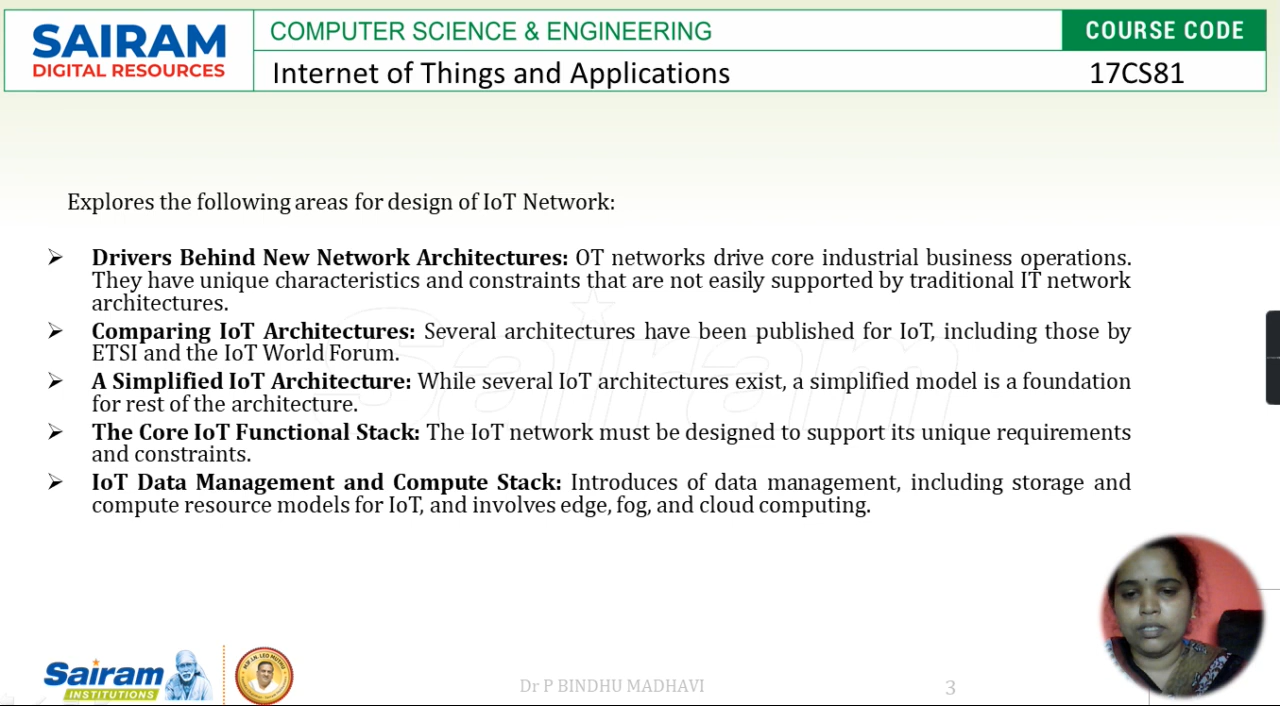 SAIRAM
DIGITAL RESOURCES
COMPUTER SCIENCE & ENGINEERING
COURSE CODE
Internet of Things and Applications
17CS81
Explores the following areas for design of IoT Network:
➢ Drivers Behind New Network Architectures: OT networks drive core industrial business operations.
They have unique characteristics and constraints that are not easily supported by traditional IT network
architectures.
➢ Comparing IoT Architectures: Several architectures have been published for IoT, including those by
ETSI and the IoT World Forum.
➢ A Simplified IoT Architecture: While several IoT architectures exist, a simplified model is a foundation
for rest of the architecture.
➢ The Core IoT Functional Stack: The IoT network must be designed to support its unique requirements
and constraints.
➢ IoT Data Management and Compute Stack: Introduces of data management, including storage and
compute resource models for IoT, and involves edge, fog, and cloud computing.
Sairam
Sairam
INSTITUTIONS
Dr P BINDHU MADHAVI
3